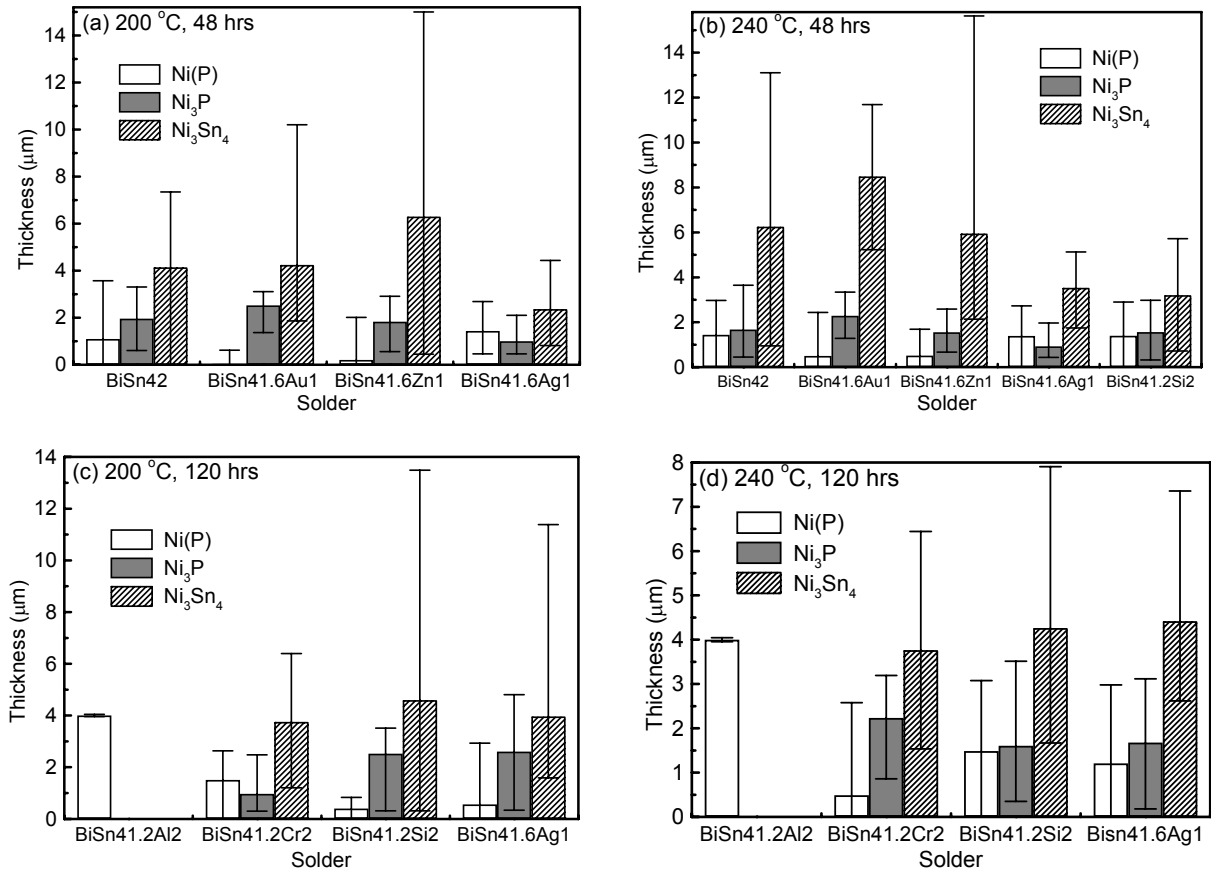 (a) 200 °C, 48 hrs
Ni(P)
Ni₃P
Ni₃Sn₄
14
12
10
8
6
4
2
0
Thickness (μm)
BiSn42 BiSn41.6Au1 BiSn41.6Zn1 BiSn41.6Ag1
Solder
(b) 240 °C, 48 hrs
Ni(P)
Ni₃P
Ni₃Sn₄
14
12
10
8
6
4
2
0
Thickness (μm)
BiSn42 BiSn41.6Au1 BiSn41.6Zn1 BiSn41.6Ag1 BiSn41.2Si2
Solder
(c) 200 °C, 120 hrs
Ni(P)
Ni₃P
Ni₃Sn₄
14
12
10
8
6
4
2
0
Thickness (μm)
BiSn41.2Al2 BiSn41.2Cr2 BiSn41.2Si2 BiSn41.6Ag1
Solder
(d) 240 °C, 120 hrs
Ni(P)
Ni₃P
Ni₃Sn₄
8
7
6
5
4
3
2
1
0
Thickness (μm)
BiSn41.2Al2 BiSn41.2Cr2 BiSn41.2Si2 Bisn41.6Ag1
Solder